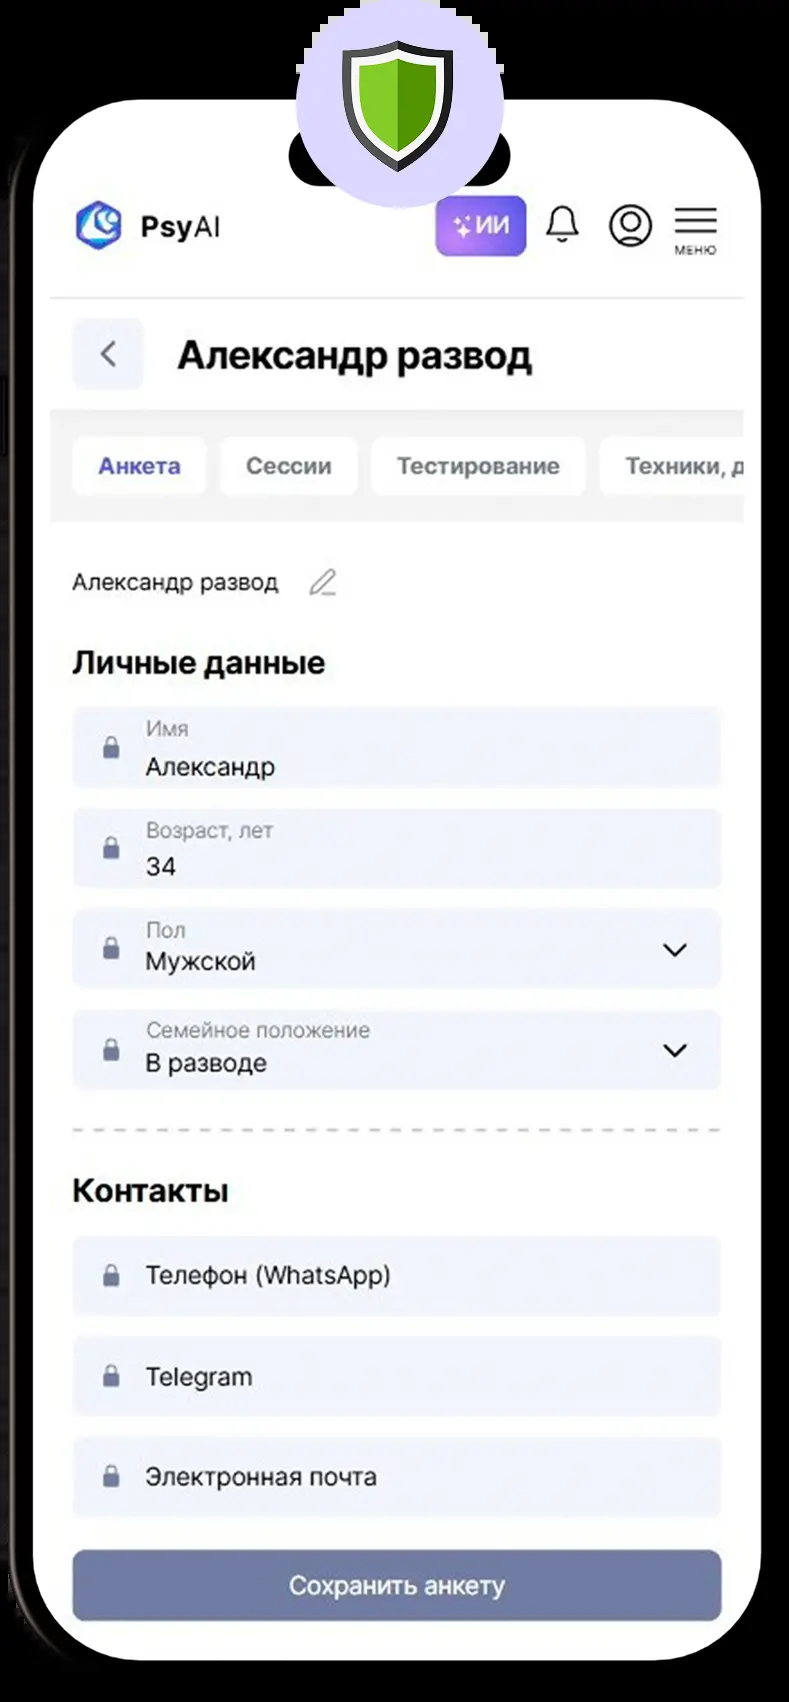 PsyAI
ИИ
МЕНЮ
Александр развод
Анкета
Сессии
Тестирование
Техники, д
Александр развод
Личные данные
Имя
Александр
Возраст, лет
34
Пол
Мужской
Семейное положение
В разводе
Контакты
Телефон (WhatsApp)
Telegram
Электронная почта
Сохранить анкету